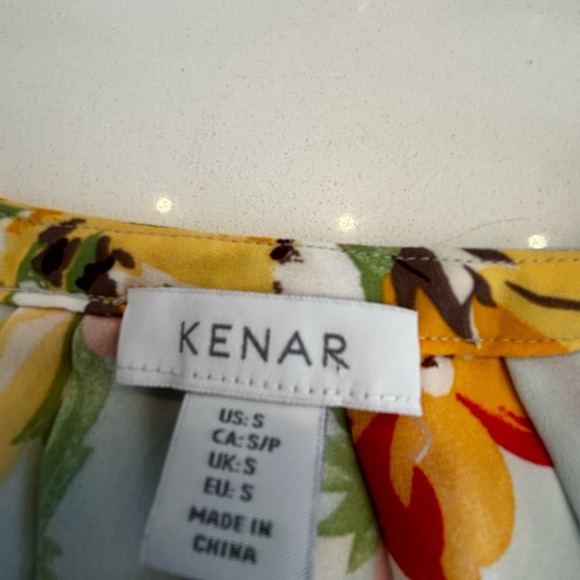 KENAR
US: S
CA: S/P
UK: S
EU: S
MADE IN
CHINA